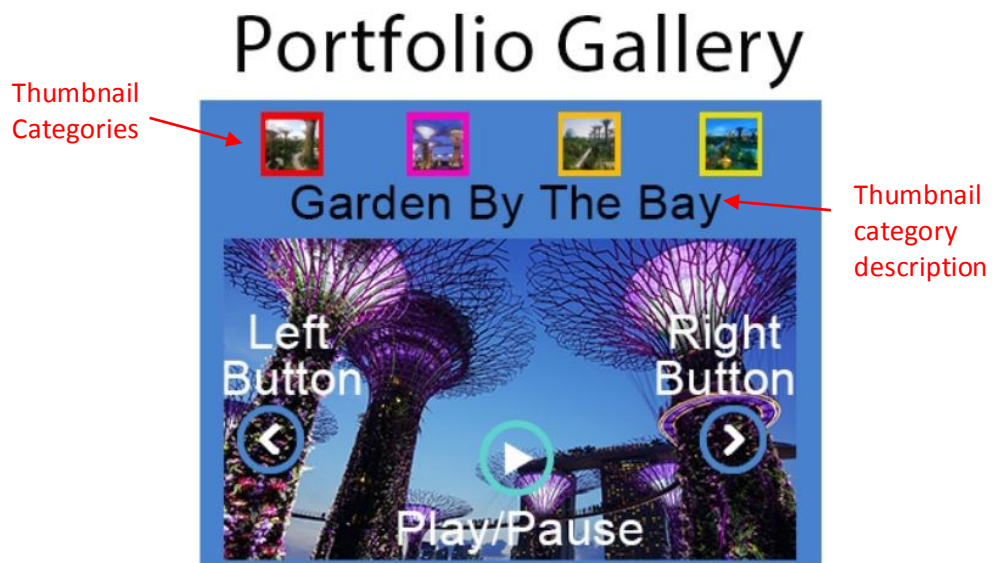 Portfolio Gallery
Thumbnail
Categories
Garden By The Bay
Thumbnail
category
description
Left
Button
Right
Button
Play/Pause